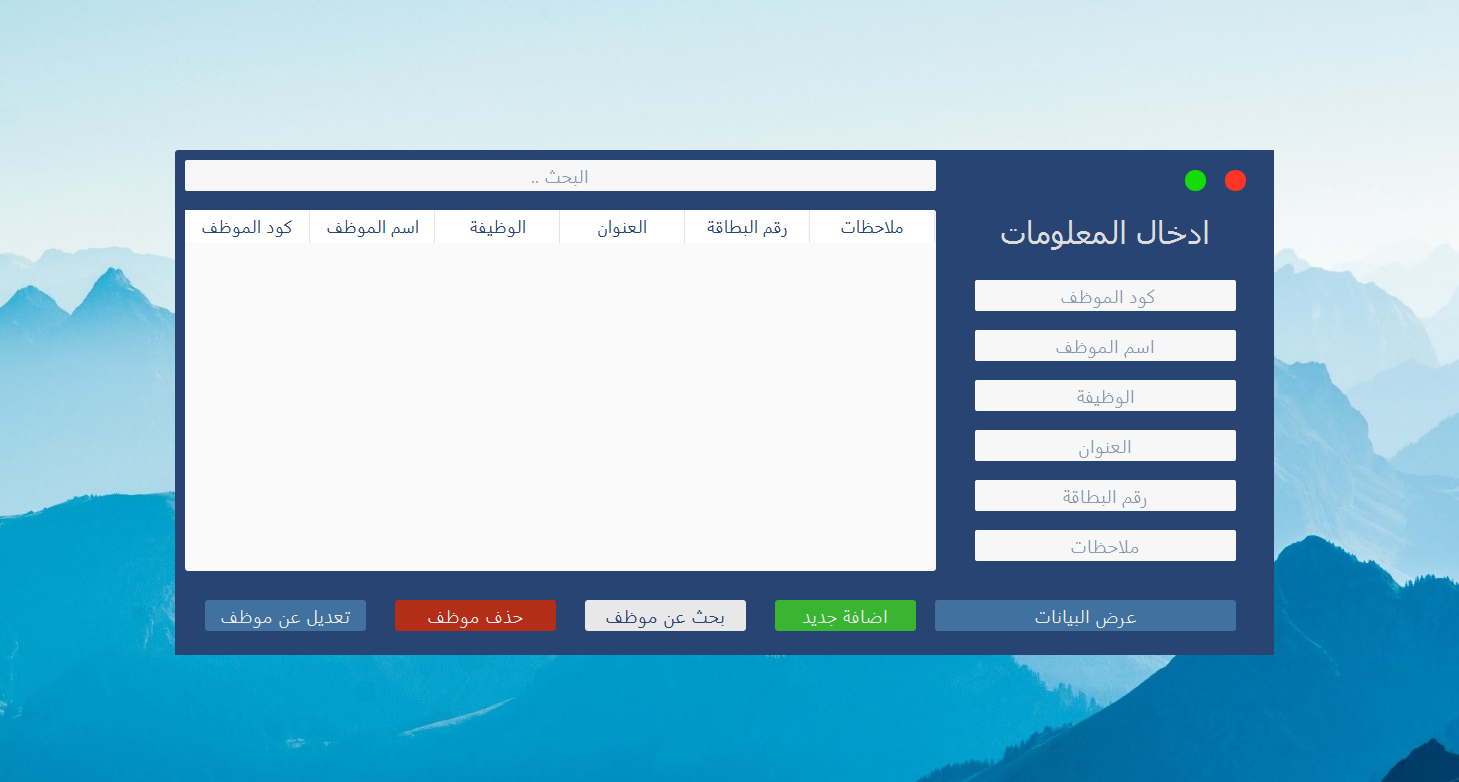 البحث ..
كود الموظف
اسم الموظف
الوظيفة
العنوان
رقم البطاقة
ملاحظات
ادخال المعلومات
كود الموظف
اسم الموظف
الوظيفة
العنوان
رقم البطاقة
ملاحظات
عرض البيانات
اضافة جديد
بحث عن موظف
حذف موظف
تعديل عن موظف